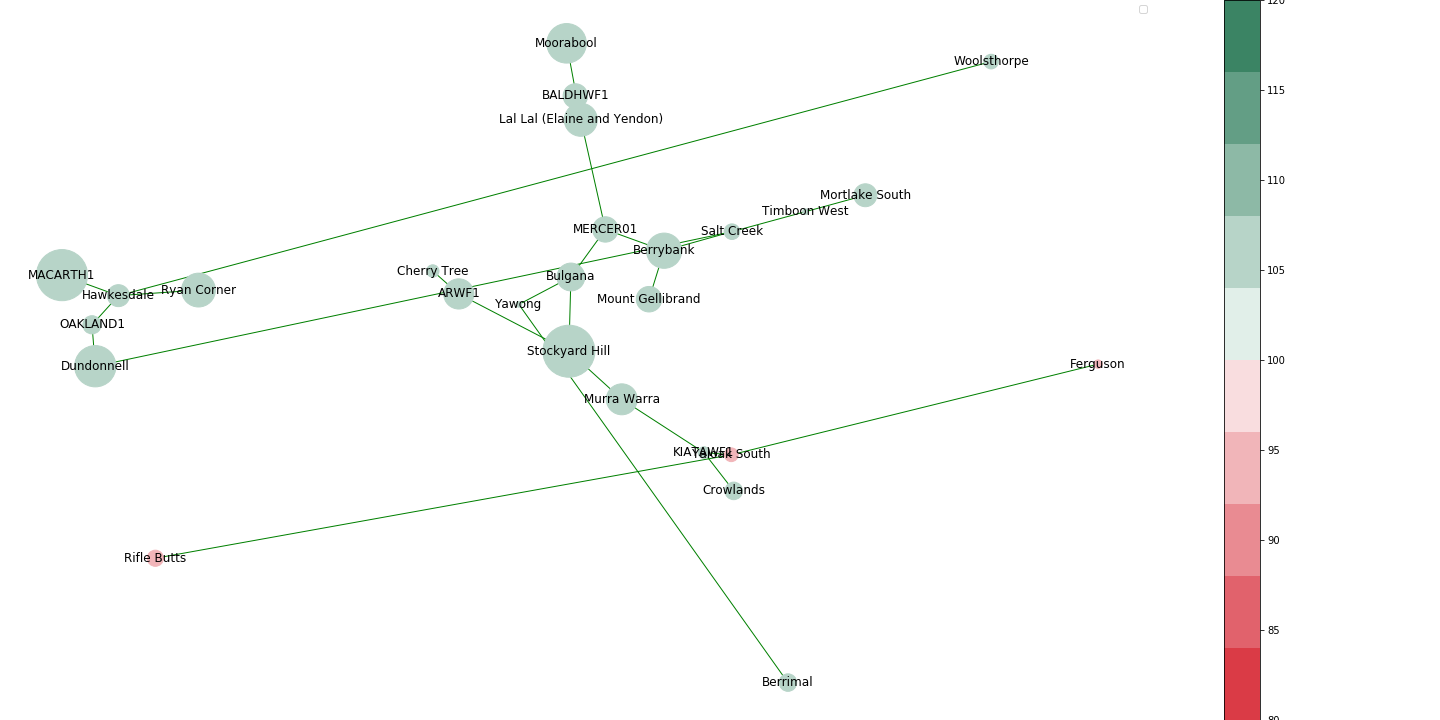 Moorabool
Woolsthorpe
BALDHWF1
Lal Lal (Elaine and Yendon)
Mortlake South
Timboon West
MERCER01
Salt Creek
Berrybank
MACARTH1
Cherry Tree
Bulgana
Hawkesdale
Ryan Corner
ARWF1
Yawong
Mount Gellibrand
OAKLAND1
Stockyard Hill
Dundonnell
Ferguson
Murra Warra
KIATAWF1
South
Crowlands
Rifle Butts
Berrimal
120
115
110
105
100
95
90
85
80